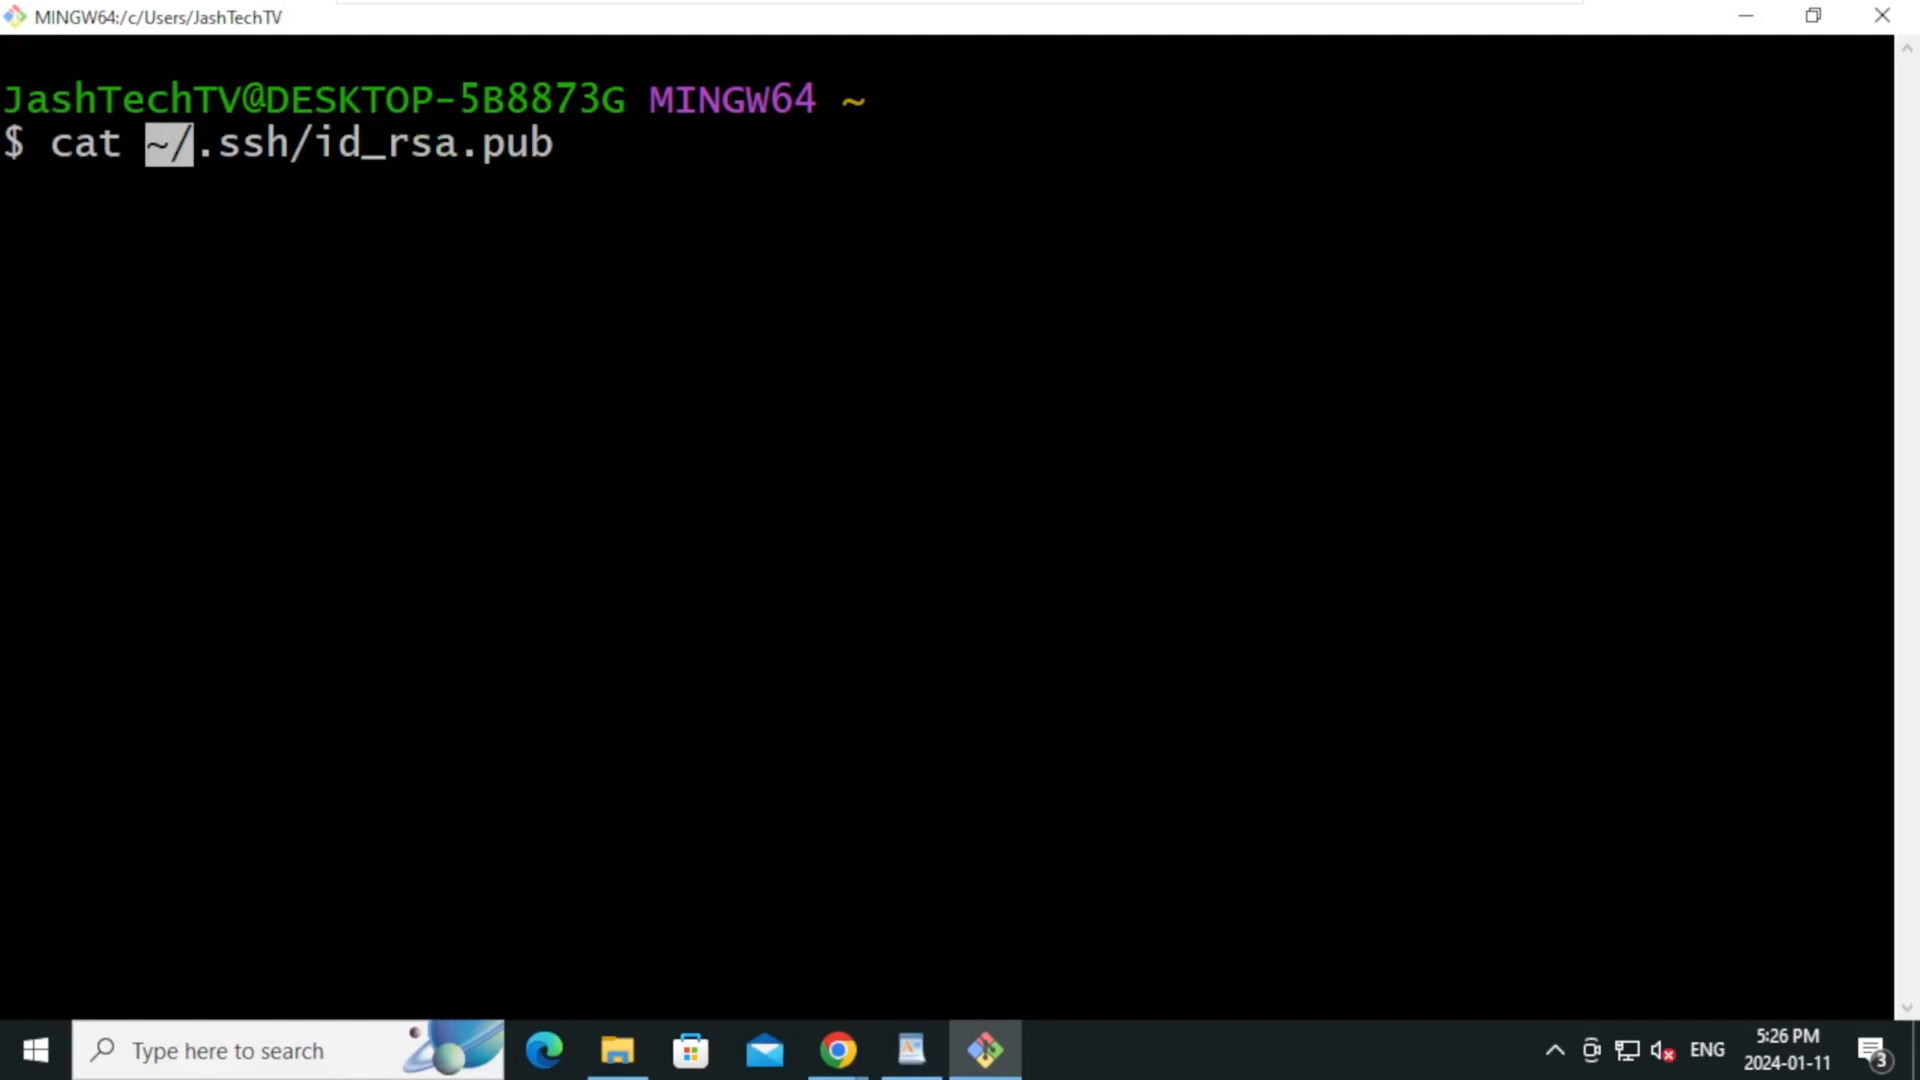 MINGW64:/c/Users/JashTechTV
JashTechTV@DESKTOP-5B8873G MINGW64 ~
$ cat ~/.ssh/id_rsa.pub
Type here to search
ENG
5:26 PM
2024-01-11
3